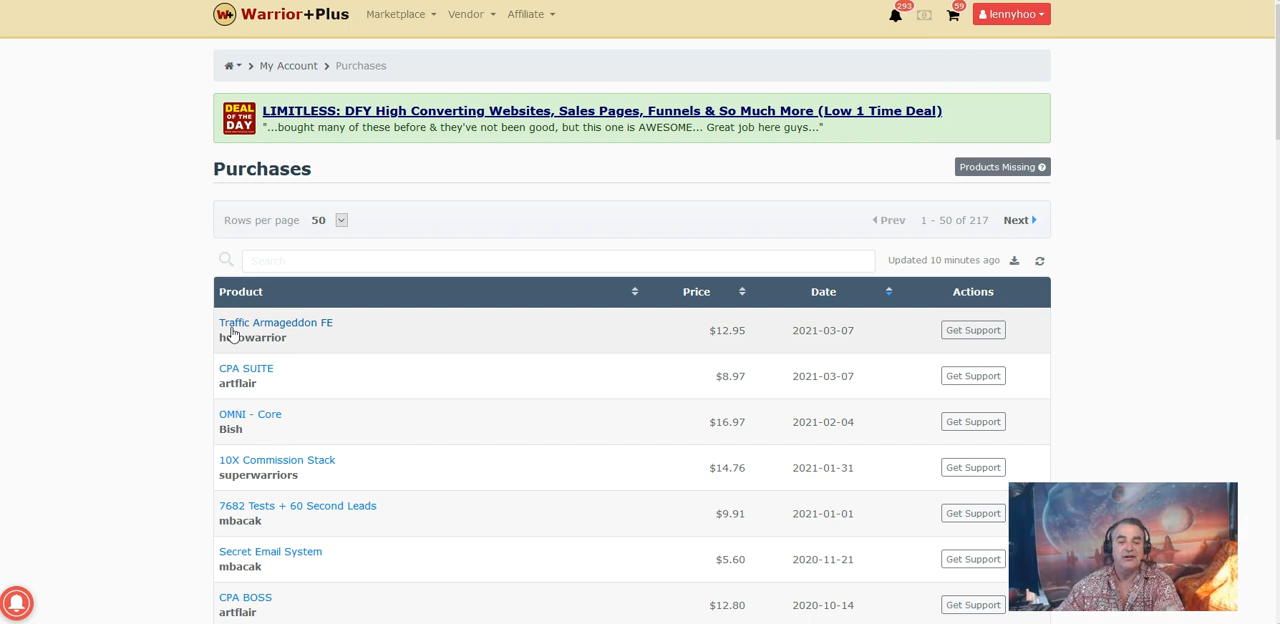 W+ Warrior+Plus Marketplace Vendor Affiliate 293 59 lennyhoo
My Account Purchases
DEAL OF THE DAY
LIMITLESS: DFY High Converting Websites, Sales Pages, Funnels & So Much More (Low 1 Time Deal)
"...bought many of these before & they've not been good, but this one is AWESOME... Great job here guys..."
Purchases Products Missing
Rows per page 50 Prev 1 - 50 of 217 Next
Search Updated 10 minutes ago
Product Price Date Actions
Traffic Armageddon FE
$12.95 2021-03-07 Get Support
CPA SUITE
artflair
$8.97 2021-03-07 Get Support
OMNI - Core
Bish
$16.97 2021-02-04 Get Support
10X Commission Stack
superwarriors
$14.76 2021-01-31 Get Support
7682 Tests + 60 Second Leads
mbacak
$9.91 2021-01-01 Get Support
Secret Email System
mbacak
$5.60 2020-11-21 Get Support
CPA BOSS
artflair
$12.80 2020-10-14 Get Support